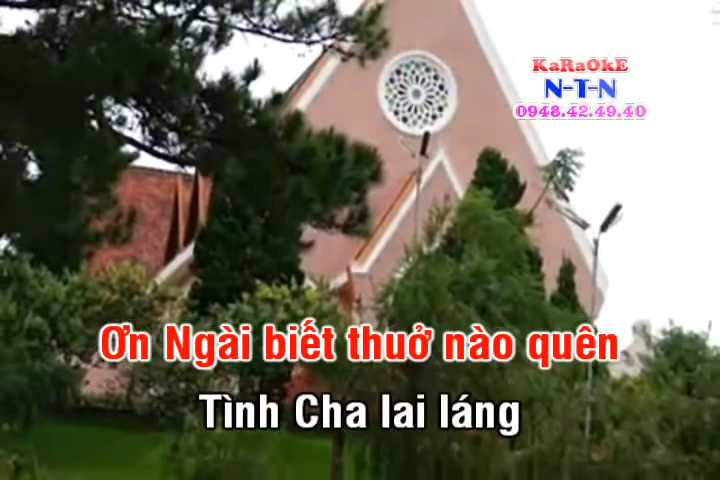 KaRaOkE
N-T-N
0948.42.49.40
Ơn Ngài biết thuở nào quên
Tình Cha lai láng